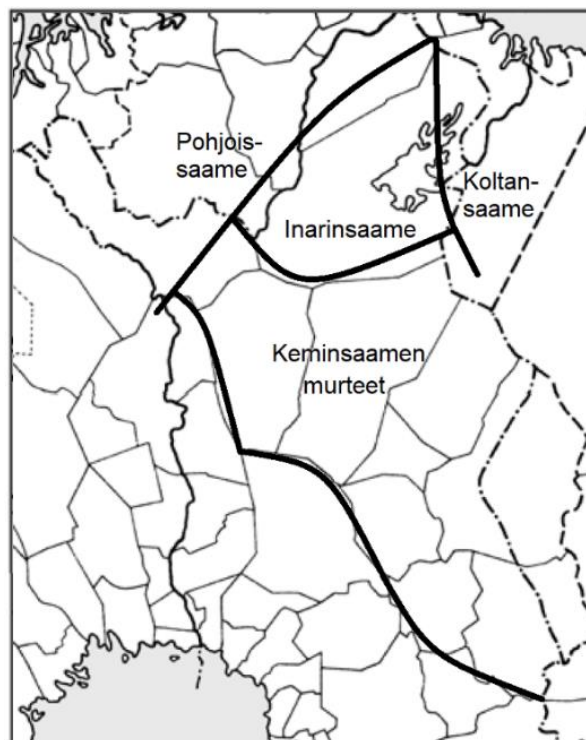 Pohjois-
saame
Koltan-
saame
Inarinsaame
Keminsaamen
murteet